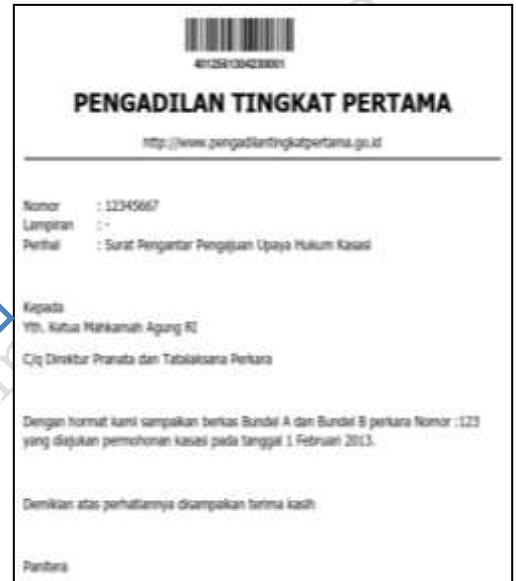 PENGADILAN TINGKAT PERTAMA
http://www.pengadilantingkatpertama.go.id
Nomor : 12345667
Lampiran : -
Perihal : Surat Pengantar Pengajuan Upaya Hukum Kasasi
Kepada
Yth. Ketua Mahkamah Agung RI
C/q Direktur Pranata dan Tatalaksana Perkara
Dengan hormat kami sampaikan berkas Bundel A dan Bundel B perkara Nomor :123
yang diajukan permohonan kasasi pada tanggal 1 Februari 2013.
Demikian atas perhatiannya disampaikan terima kasih
Panitera